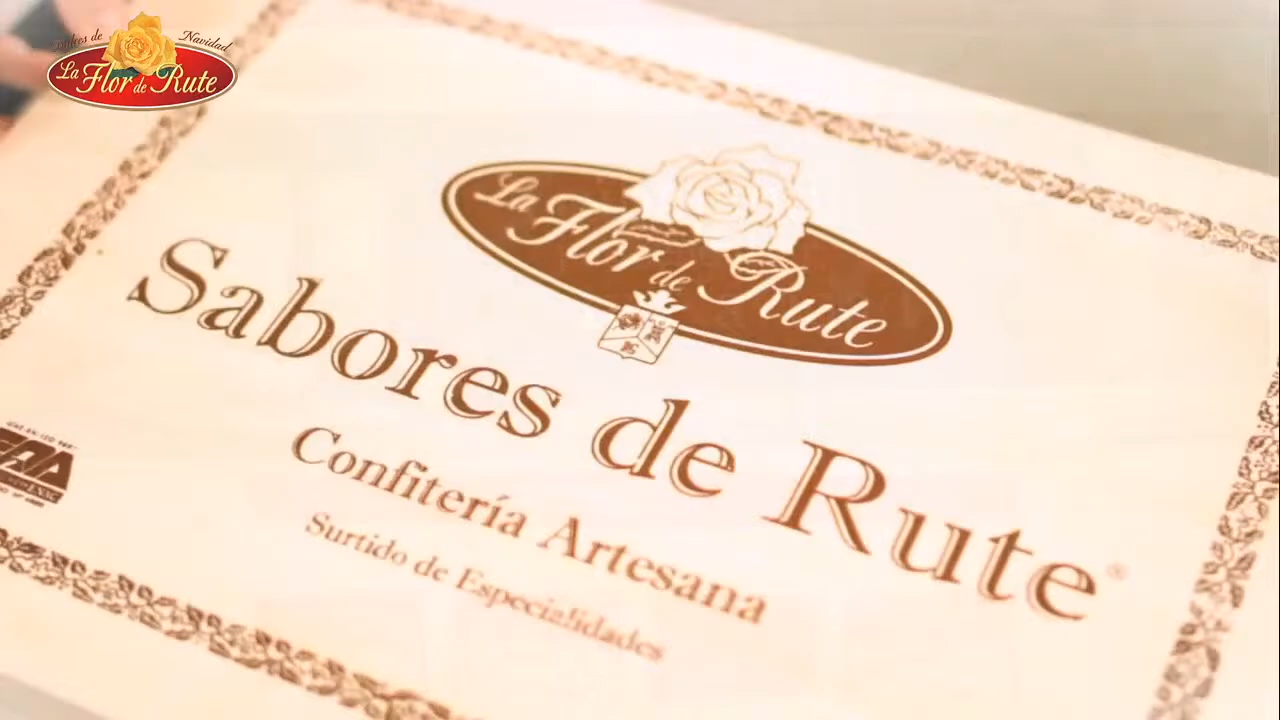 Dulces de Navidad
La Flor de Rute
La Flor de Rute
Sabores de Rute®
Confitería Artesana
Surtido de Especialidades